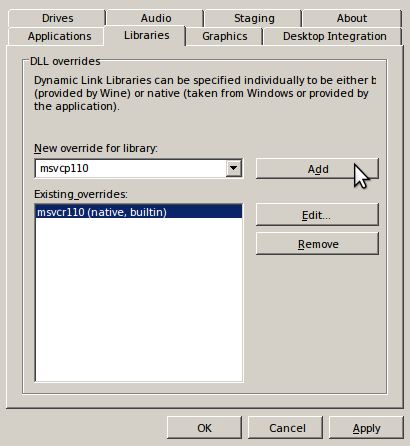 Drives Audio Staging About
Applications Libraries Graphics Desktop Integration
DLL overrides
Dynamic Link Libraries can be specified individually to be either b
(provided by Wine) or native (taken from Windows or provided by
the application).
New override for library:
msvcp110 Add
Existing overrides:
msvcr110 (native, builtin)
Edit...
Remove
OK Cancel Apply